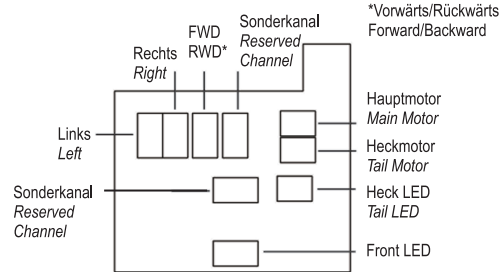 *Vorwärts/Rückwärts
Forward/Backward
Sonderkanal
Reserved
Channel
FWD
RWD*
Rechts
Right
Links
Left
Hauptmotor
Main Motor
Heckmotor
Tail Motor
Sonderkanal
Reserved
Channel
Heck LED
Tail LED
Front LED